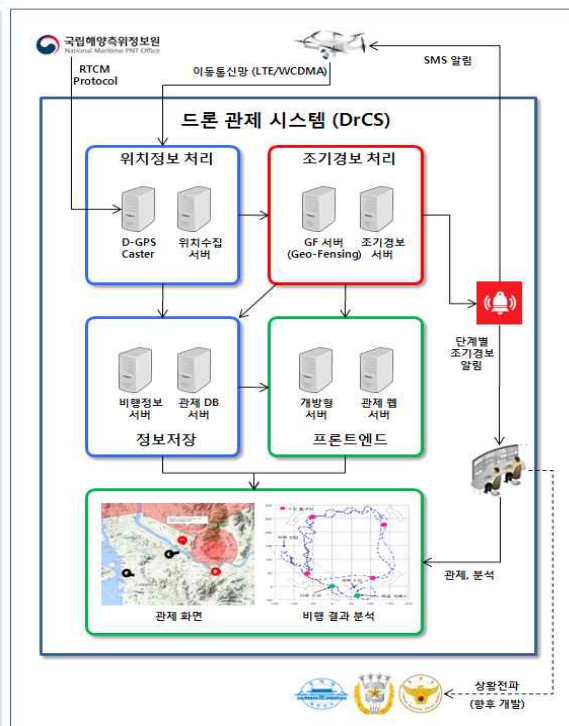 국립해양측위정보원
National Maritime PNT Office
RTCM
Protocol
이동통신망 (LTE/WCDMA)
SMS 알림
드론 관제 시스템 (DrCS)
위치정보 처리
조기경보 처리
D-GPS
Caster
위치수집
서버
GF 서버
(Geo-Fensing)
조기경보
서버
단계별
조기경보
알림
비행정보
서버
관제 DB
서버
개방형
서버
관제 웹
서버
정보저장
프론트엔드
관제 화면
비행 결과 분석
관제, 분석
상황전파
(향후 개발)